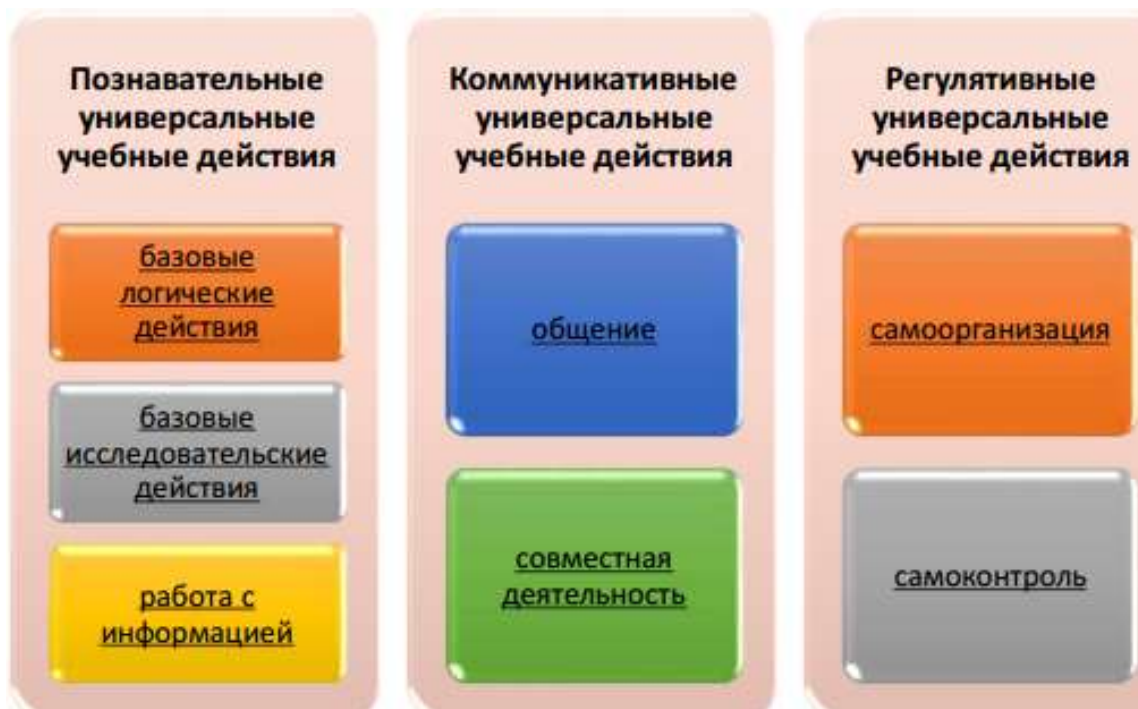 Познавательные
универсальные
учебные действия
базовые
логические
действия
базовые
исследовательские
действия
работа с
информацией
Коммуникативные
универсальные
учебные действия
общение
совместная
деятельность
Регулятивные
универсальные
учебные действия
самоорганизация
самоконтроль